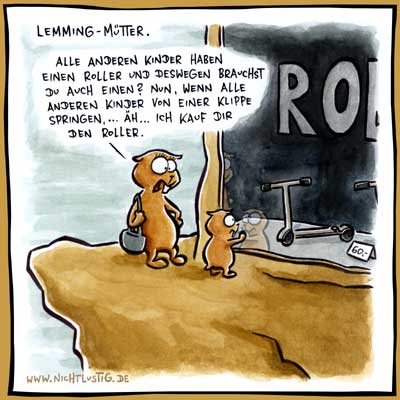 LEMMING-MÜTTER.
ALLE ANDEREN KINDER HABEN
EINEN ROLLER UND DESWEGEN BRAUCHST
DU AUCH EINEN? NUN, WENN ALLE
ANDEREN KINDER VON EINER KLIPPE
SPRINGEN,... ÄH... ICH KAUF DIR
DEN ROLLER.
ROL
60.-
WWW.NICHTLUSTIG.DE